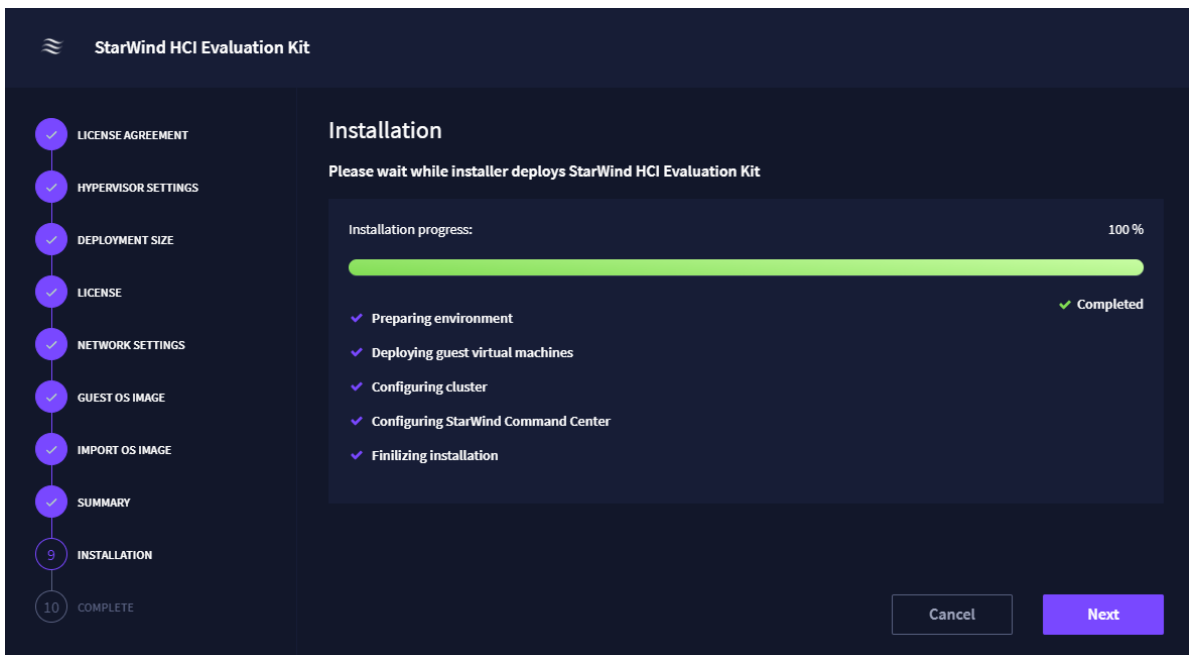 StarWind HCI Evaluation Kit
LICENSE AGREEMENT
HYPERVISOR SETTINGS
DEPLOYMENT SIZE
LICENSE
NETWORK SETTINGS
GUEST OS IMAGE
IMPORT OS IMAGE
SUMMARY
9 INSTALLATION
10 COMPLETE
Installation
Please wait while installer deploys StarWind HCI Evaluation Kit
Installation progress: 100 %
Completed
Preparing environment
Deploying guest virtual machines
Configuring cluster
Configuring StarWind Command Center
Finilizing installation
Cancel Next